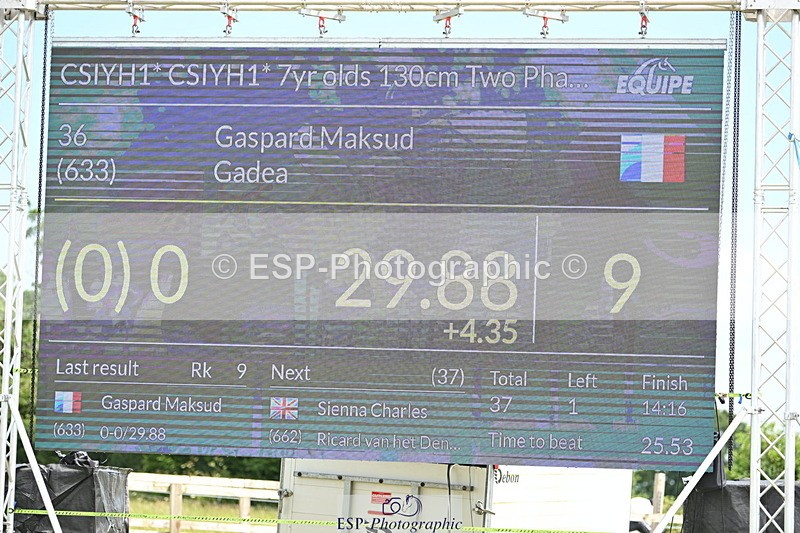 CSIYH1* CSIYH1* 7yr olds 130cm Two Pha... EQUIPE
36 Gaspard Maksud
(633) Gadea
(0) 0 29.88 9
+4.35
© ESP-Photographic ©
Last result Rk 9 Next (37) Total Left Finish
Gaspard Maksud Sienna Charles 37 1 14:16
(633) 0-0/29.88 (662) Ricard van het Den... Time to beat 25.53
Debon
ESP-Photographic